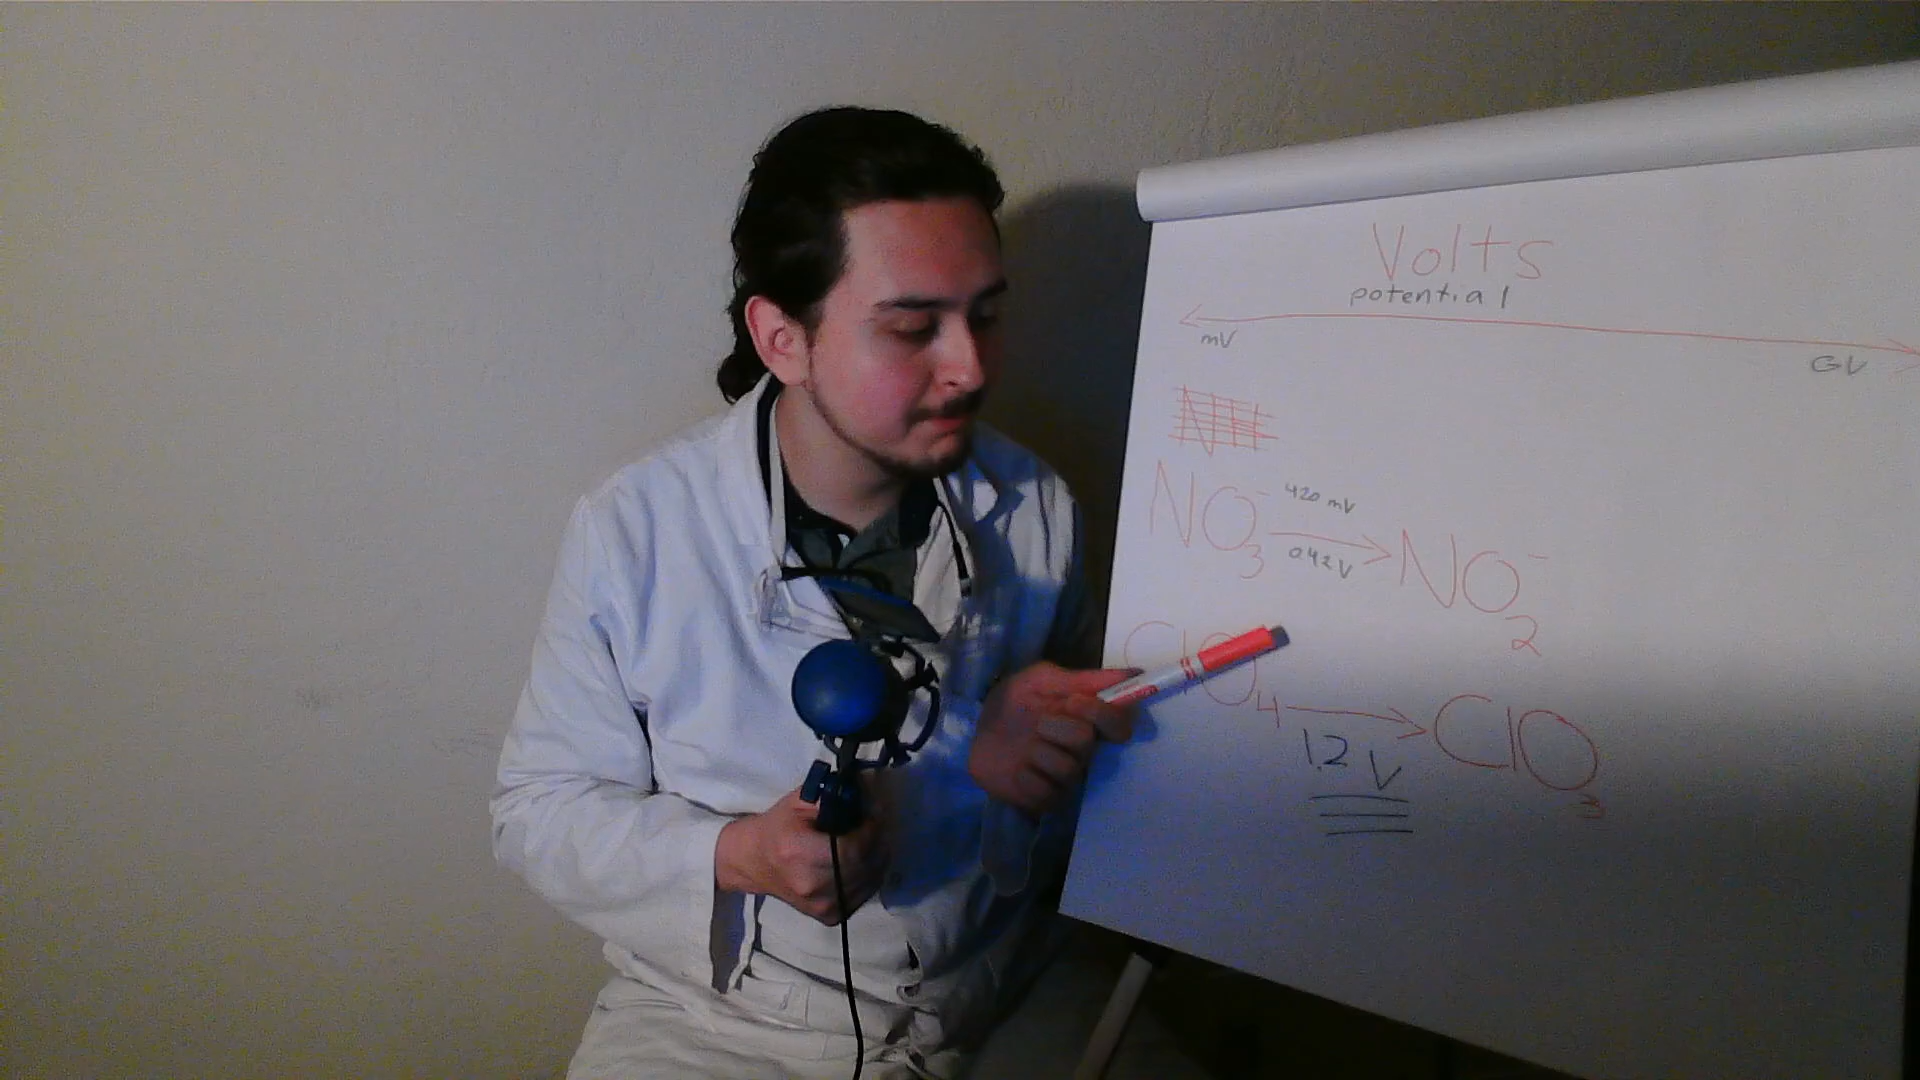 Volts
potential
mV GV
420 mV
NO3⁻ → NO2⁻
0.42 V
ClO4 → ClO3
1.2 V